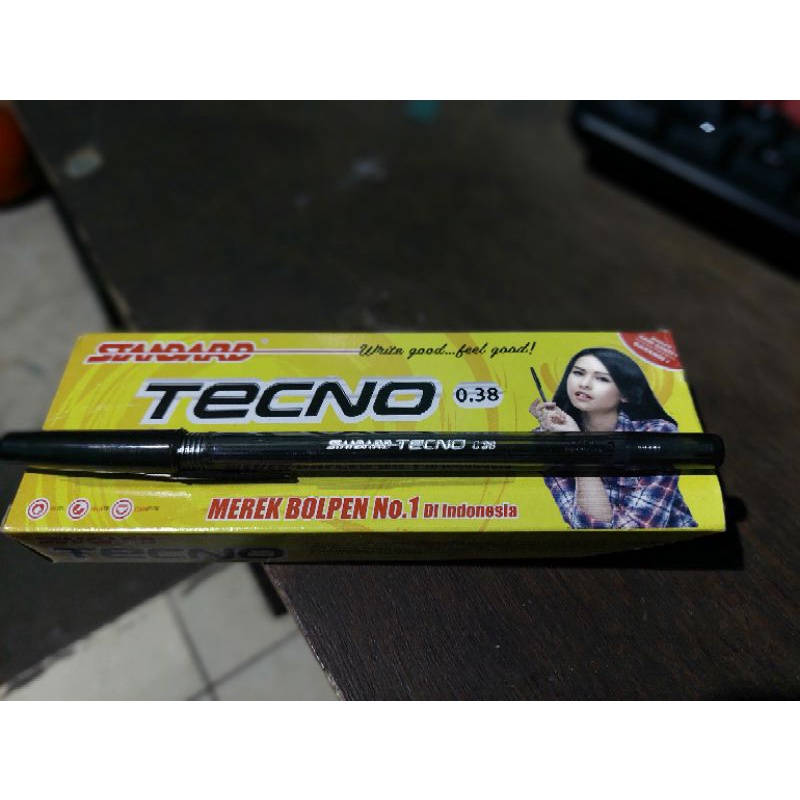 STANDARD
Write good...feel good!
TECNO 0.38
STANDARD TECNO 0.38
MEREK BOLPEN No.1 Di Indonesia
TECNO